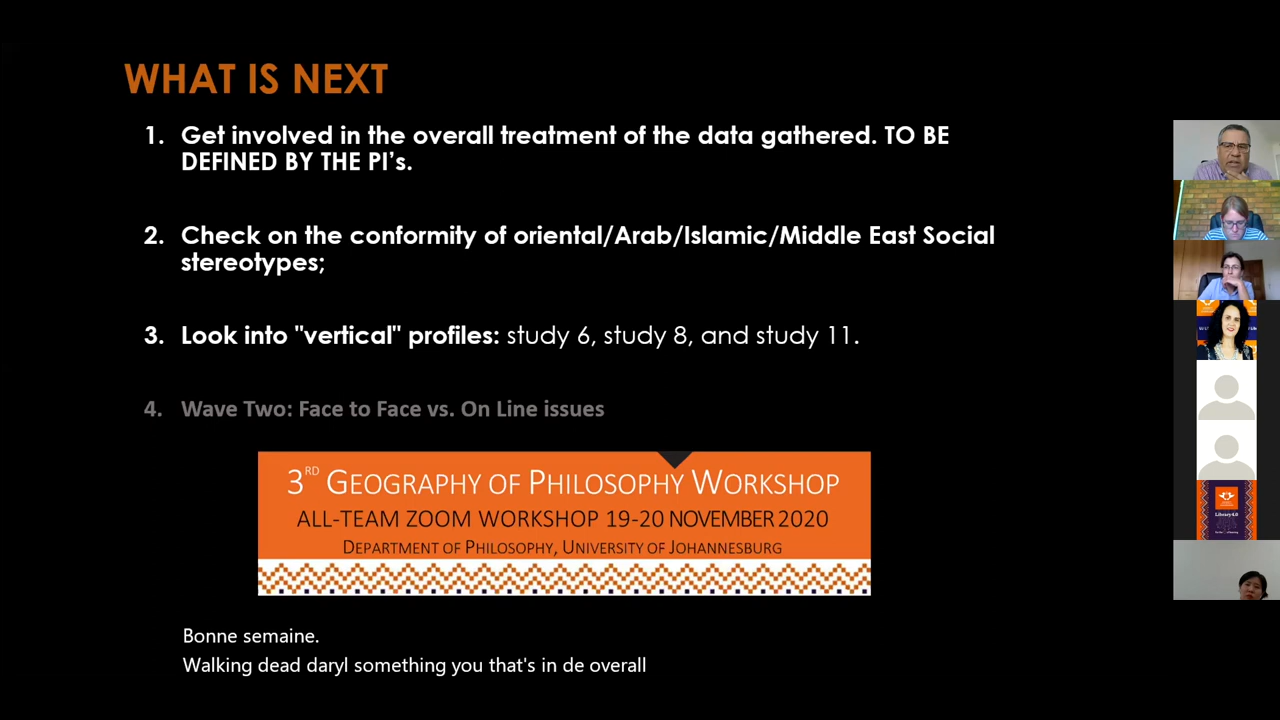 WHAT IS NEXT
1. Get involved in the overall treatment of the data gathered. TO BE
DEFINED BY THE PI's.
2. Check on the conformity of oriental/Arab/Islamic/Middle East Social
stereotypes;
3. Look into "vertical" profiles: study 6, study 8, and study 11.
4. Wave Two: Face to Face vs. On Line issues
3RD GEOGRAPHY OF PHILOSOPHY WORKSHOP
ALL-TEAM ZOOM WORKSHOP 19-20 NOVEMBER 2020
DEPARTMENT OF PHILOSOPHY, UNIVERSITY OF JOHANNESBURG
Bonne semaine.
Walking dead daryl something you that's in de overall
Library 4.0